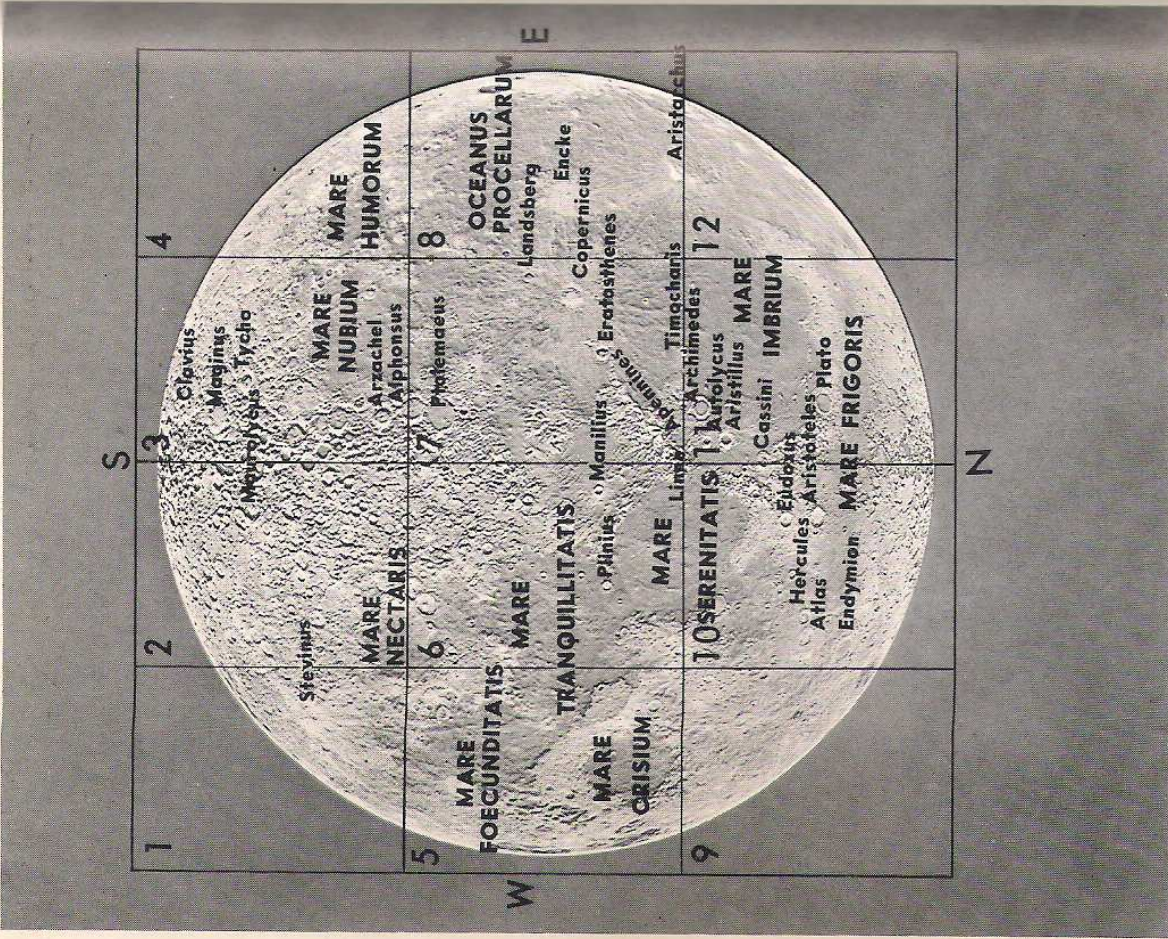 S
1 2 3 4
Clavius
Maginus
Tycho
Maurolycus
Stevinus
MARE
NUBIUM
MARE
HUMORUM
MARE
NECTARIS
Arzachel
Alphonsus
5 6 7 8
Ptolemaeus
MARE
FOECUNDITATIS
OCEANUS
PROCELLARUM
Landsberg
W
E
MARE
TRANQUILLITATIS
Encke
Copernicus
MARE
CRISIUM
Plinius
Manilius
Eratasthenes
Apennines
MARE
SERENITATIS
Linne
Timocharis
Aristarchus
Archimedes
9 10 11 12
Autolycus
Aristillus
MARE
IMBRIUM
Cassini
Eudoxus
Hercules
Aristoteles
Atlas
Plato
Endymion
MARE FRIGORIS
N